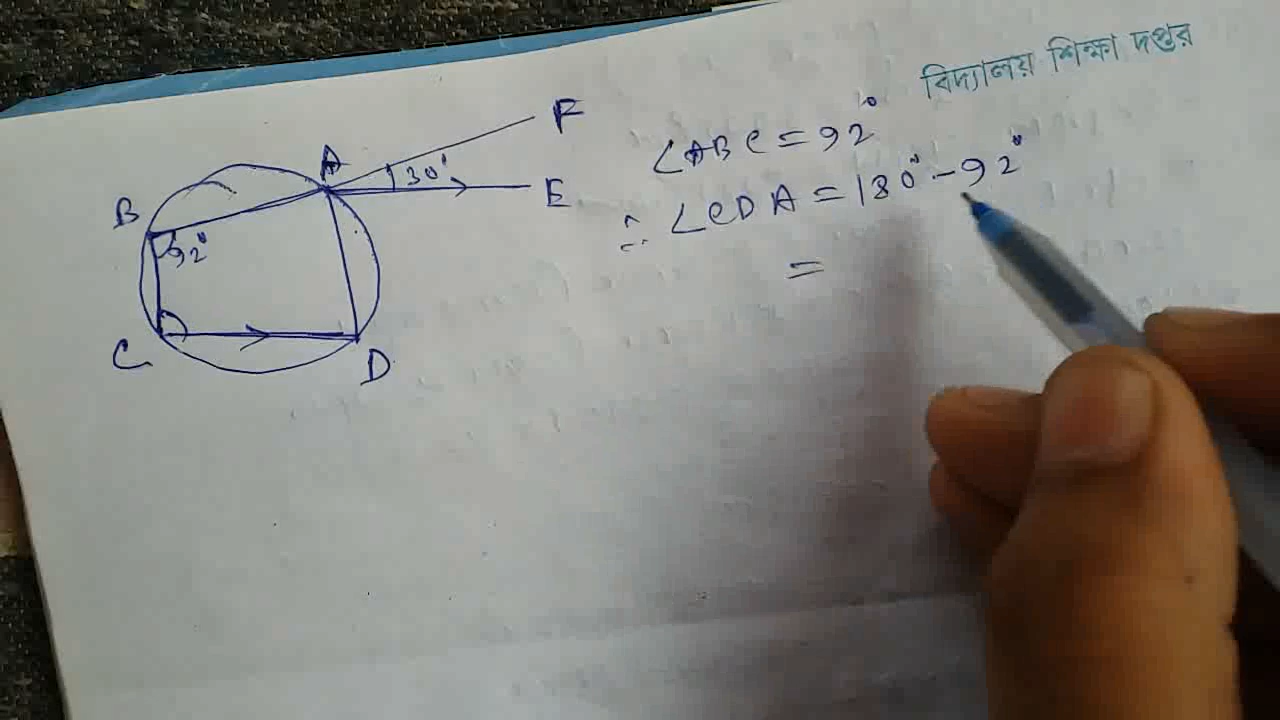 বিদ্যালয় শিক্ষা দপ্তর
F
A
30°
E
B
92°
C
D
∠ABC = 92°
∴ ∠CDA = 180° - 92°
=